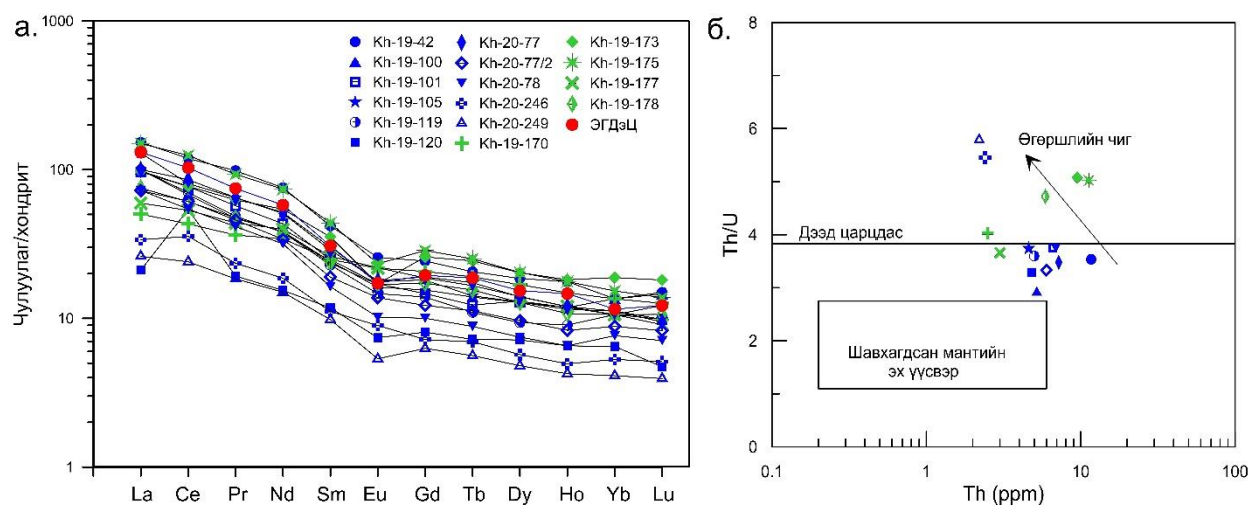 а.
1000
100
10
1
Чулуулаг/хондрит
Kh-19-42
Kh-19-100
Kh-19-101
Kh-19-105
Kh-19-119
Kh-19-120
Kh-20-77
Kh-20-77/2
Kh-20-78
Kh-20-246
Kh-20-249
Kh-19-170
Kh-19-173
Kh-19-175
Kh-19-177
Kh-19-178
ЭГДэЦ
La Ce Pr Nd Sm Eu Gd Tb Dy Ho Yb Lu
б.
8
6
4
2
0
Th/U
Өгөршлийн чиг
Дээд царцдас
Шавхагдсан мантийн
эх үүсвэр
0.1 1 10 100
Th (ppm)